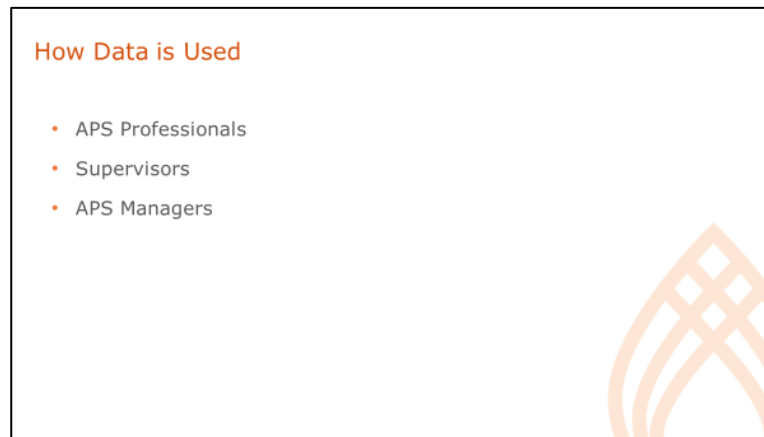 How Data is Used
• APS Professionals
• Supervisors
• APS Managers